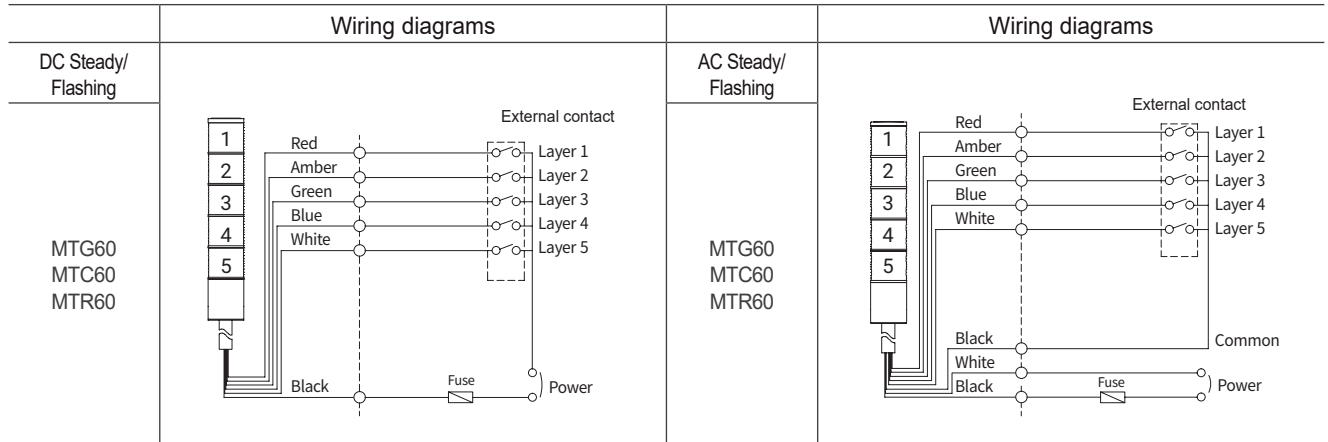 Wiring diagrams
Wiring diagrams
DC Steady/
Flashing
MTG60
MTC60
MTR60
External contact
1
2
3
4
5
Red
Amber
Green
Blue
White
Layer 1
Layer 2
Layer 3
Layer 4
Layer 5
Black
Fuse
Power
AC Steady/
Flashing
MTG60
MTC60
MTR60
External contact
1
2
3
4
5
Red
Amber
Green
Blue
White
Layer 1
Layer 2
Layer 3
Layer 4
Layer 5
Black
Common
White
Black
Fuse
Power